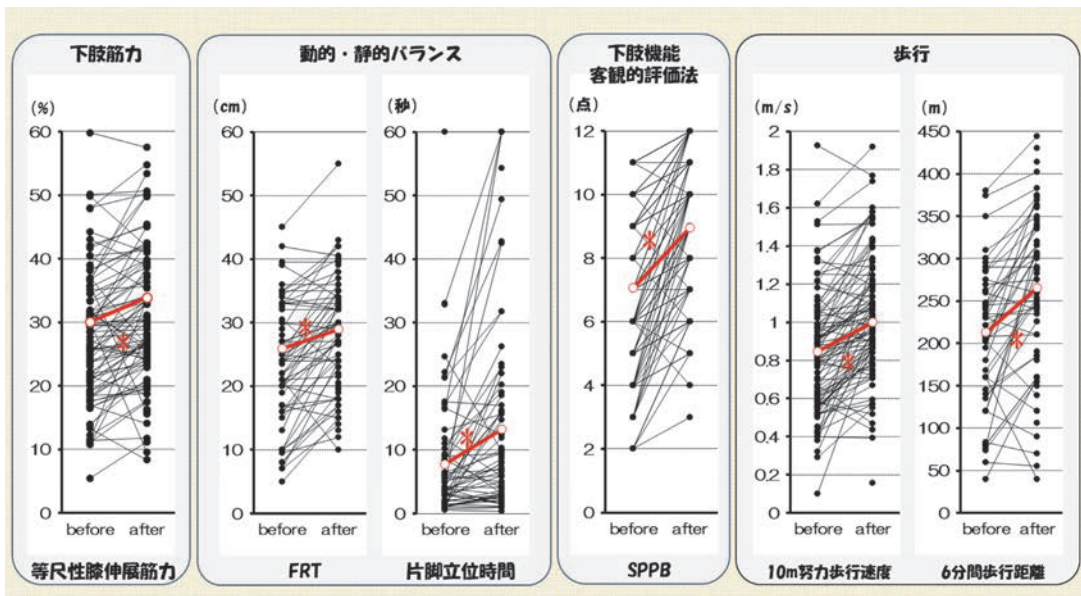 下肢筋力
動的・静的バランス
下肢機能
客観的評価法
歩行
(%)
60
50
40
30
20
10
0
before after
等尺性膝伸展筋力
(cm)
60
50
40
30
20
10
0
before after
FRT
(秒)
60
50
40
30
20
10
0
before after
片脚立位時間
(点)
12
10
8
6
4
2
0
before after
SPPB
(m/s)
2
1.8
1.6
1.4
1.2
1
0.8
0.6
0.4
0.2
0
before after
10m努力歩行速度
(m)
450
400
350
300
250
200
150
100
50
0
before after
6分間歩行距離